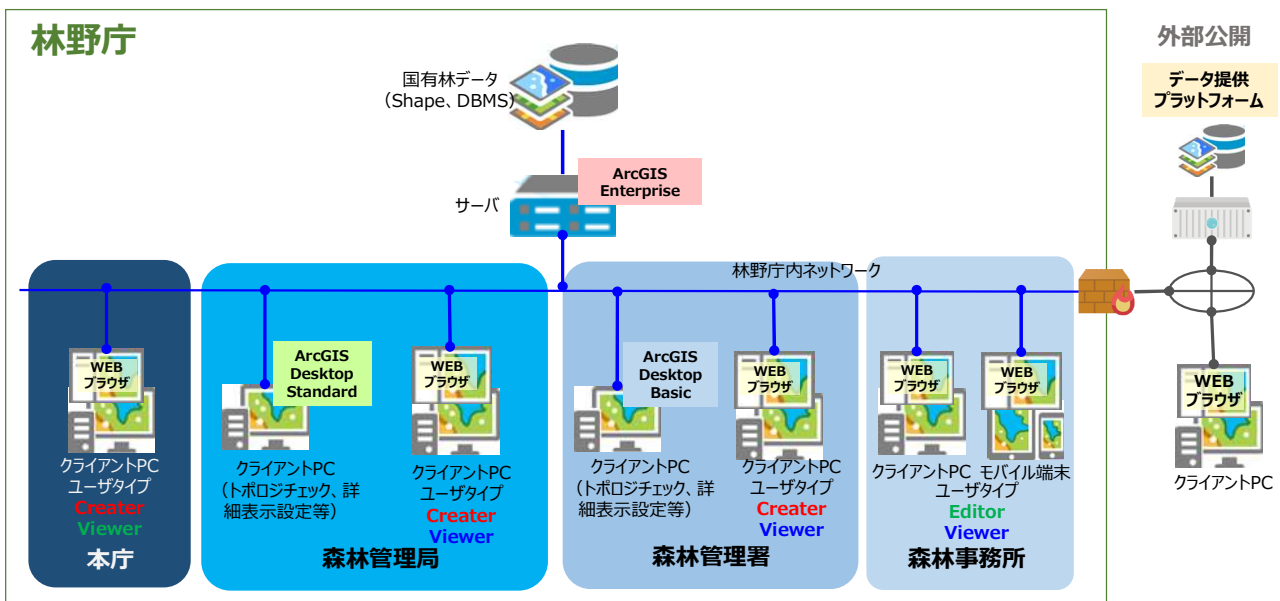 林野庁
国有林データ
（Shape、DBMS）
ArcGIS
Enterprise
サーバ
外部公開
データ提供
プラットフォーム
林野庁内ネットワーク
WEB
ブラウザ
クライアントPC
ユーザタイプ
Creater
Viewer
本庁
ArcGIS
Desktop
Standard
クライアントPC
（トポロジチェック、詳
細表示設定等）
WEB
ブラウザ
クライアントPC
ユーザタイプ
Creater
Viewer
森林管理局
ArcGIS
Desktop
Basic
クライアントPC
（トポロジチェック、詳
細表示設定等）
WEB
ブラウザ
クライアントPC
ユーザタイプ
Creater
Viewer
森林管理署
WEB
ブラウザ
WEB
ブラウザ
クライアントPC モバイル端末
ユーザタイプ
Editor
Viewer
森林事務所
WEB
ブラウザ
クライアントPC